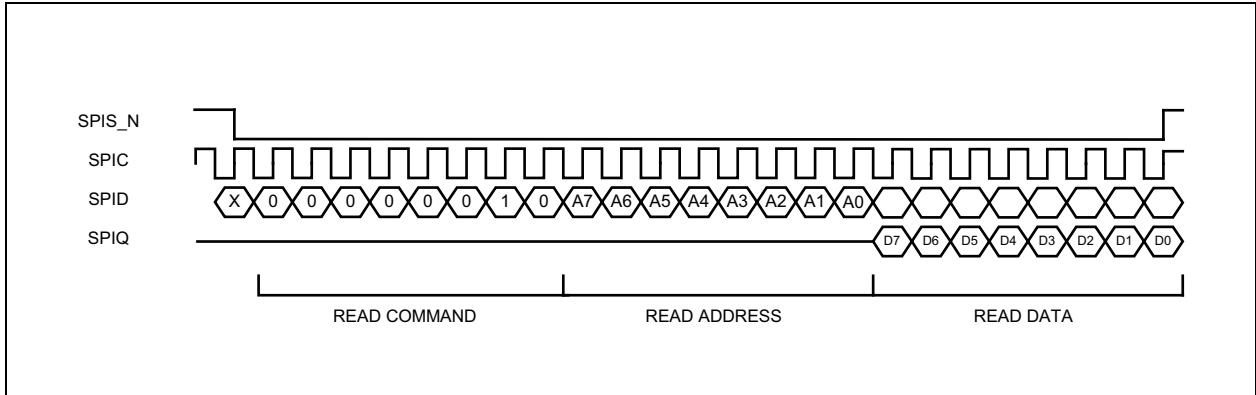 SPIS_N
SPIC
SPID X 0 0 0 0 0 0 1 0 A7 A6 A5 A4 A3 A2 A1 A0
SPIQ D7 D6 D5 D4 D3 D2 D1 D0
READ COMMAND READ ADDRESS READ DATA